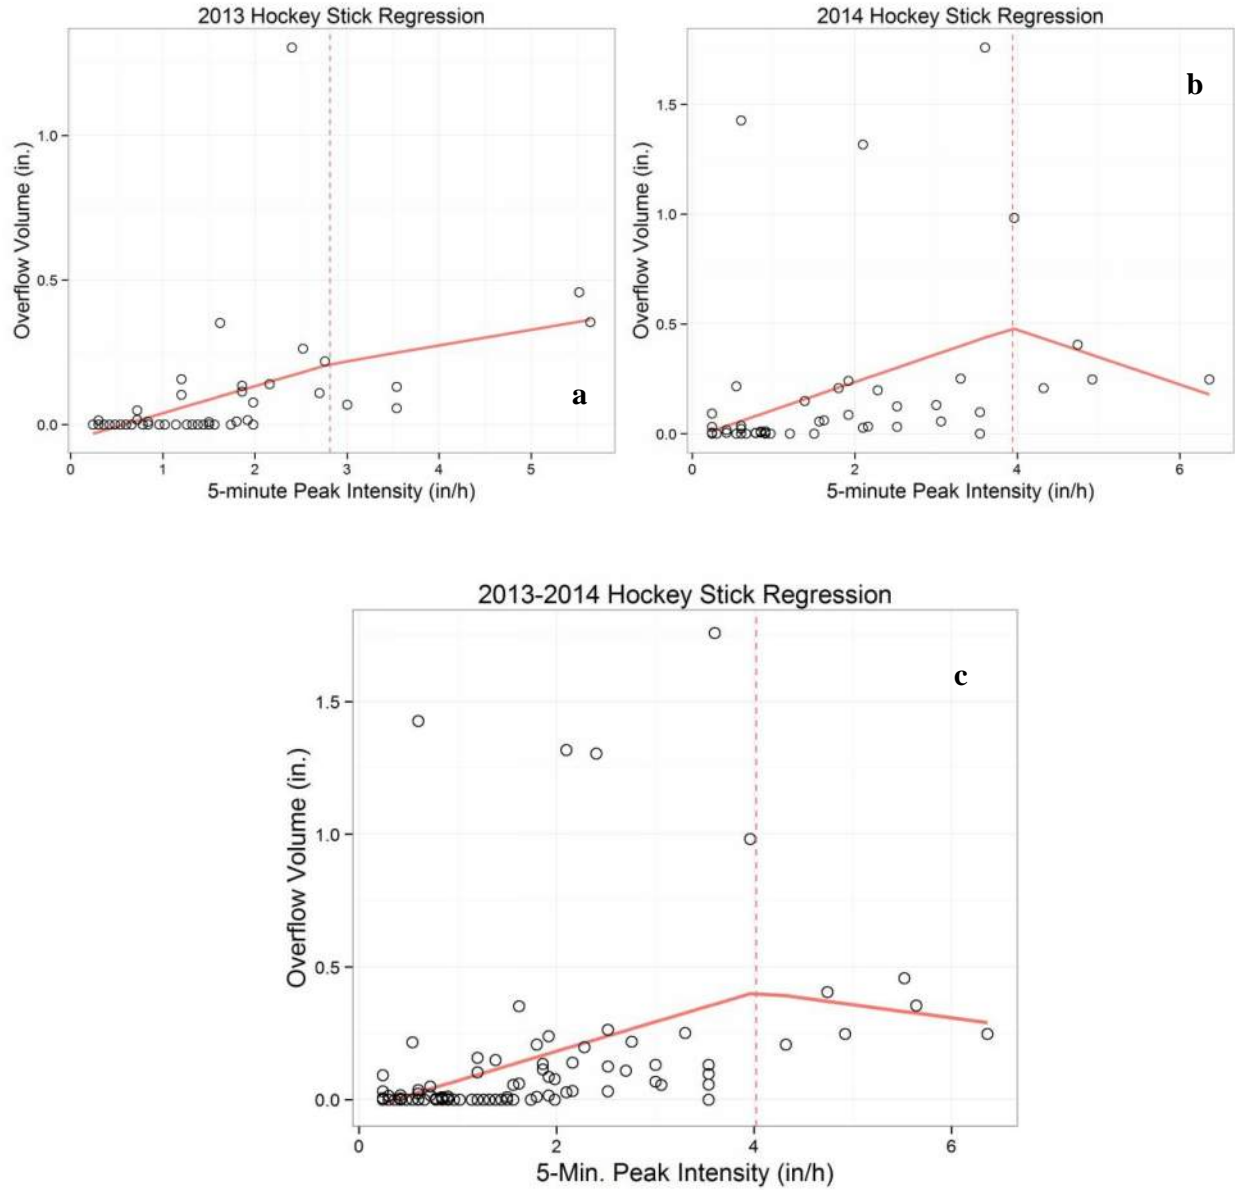 2013 Hockey Stick Regression
1.0
0.5
0.0
Overflow Volume (in.)
a
0 1 2 3 4 5
5-minute Peak Intensity (in/h)
2014 Hockey Stick Regression
b
1.5
1.0
0.5
0.0
Overflow Volume (in.)
0 2 4 6
5-minute Peak Intensity (in/h)
2013-2014 Hockey Stick Regression
c
1.5
1.0
0.5
0.0
Overflow Volume (in.)
0 2 4 6
5-Min. Peak Intensity (in/h)